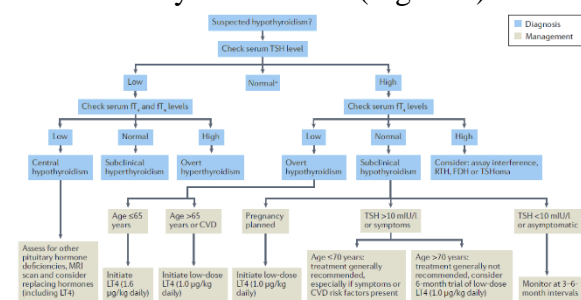 Suspected hypothyroidism?
Diagnosis
Management
Check serum TSH level
Low
Normal
High
Check serum fT4 and fT3 levels
Check serum fT4 levels
Low
Normal
High
Low
Normal
High
Central
hypothyroidism
Subclinical
hyperthyroidism
Overt
hyperthyroidism
Overt
hypothyroidism
Subclinical
hypothyroidism
Consider: assay interference,
RTH, FDH or TSHoma
Age ≤65
years
Age >65
years or CVD
Pregnancy
planned
TSH >10 mIU/l
or symptoms
TSH <10 mIU/l
or asymptomatic
Assess for other
pituitary hormone
deficiencies, MRI
scan and consider
replacing hormones
(including LT4)
Initiate
LT4 (1.6
μg/kg daily)
Initiate low-dose
LT4 (1.0 μg/kg daily)
Initiate low-dose
LT4 (1.0 μg/kg daily)
Age ≤70 years:
treatment generally
recommended,
especially if symptoms or
CVD risk factors present
Age >70 years:
treatment generally not
recommended, consider
6-month trial of low-dose
LT4 (1.0 μg/kg daily)
Monitor at 3–6-
month intervals